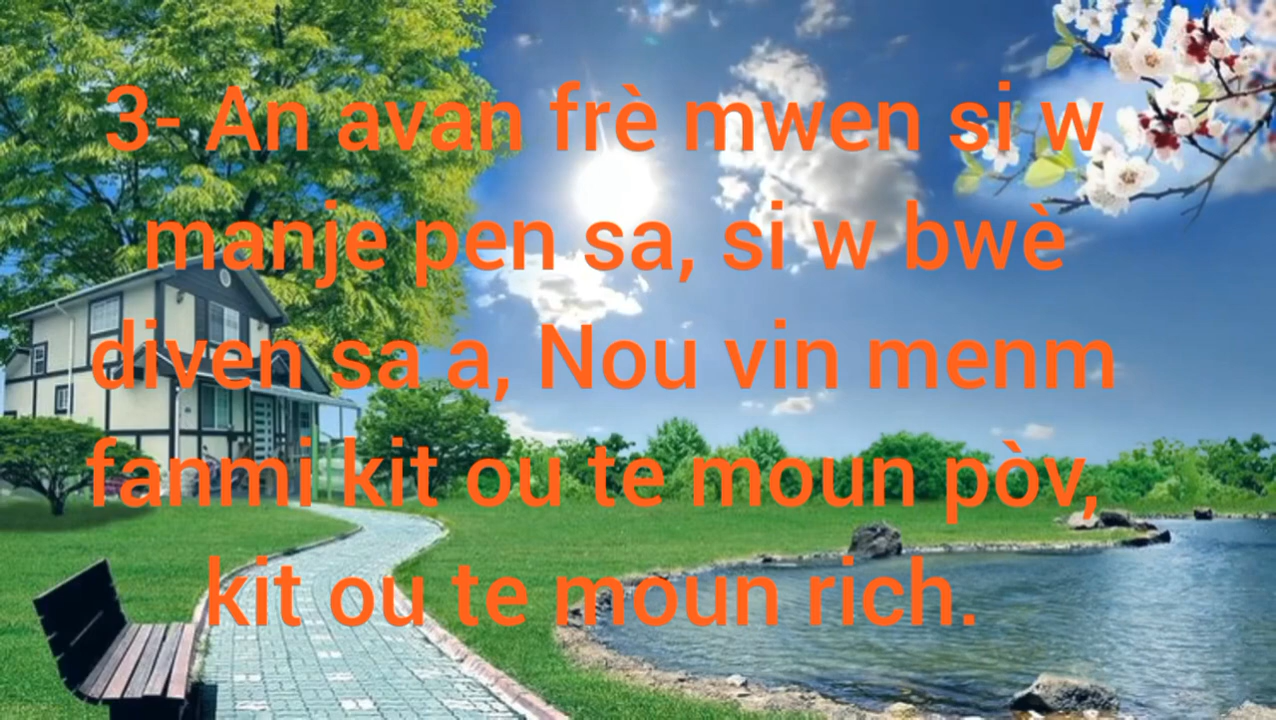 3- An avan frè mwen si w
manje pen sa, si w bwè
diven sa a, Nou vin menm
fanmi kit ou te moun pòv,
kit ou te moun rich.